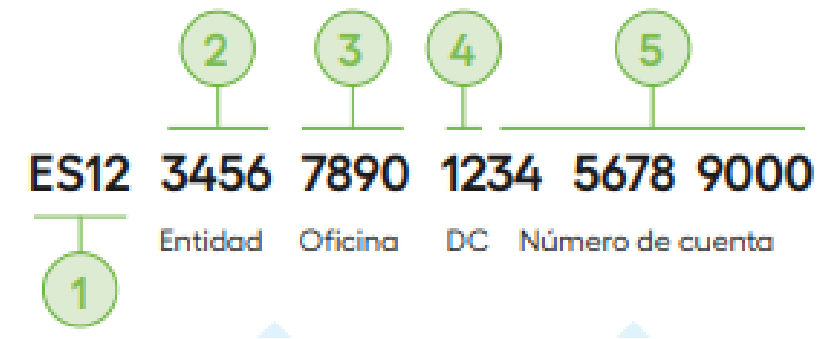 2 3 4 5
ES12 3456 7890 1234 5678 9000
Entidad Oficina DC Número de cuenta
1